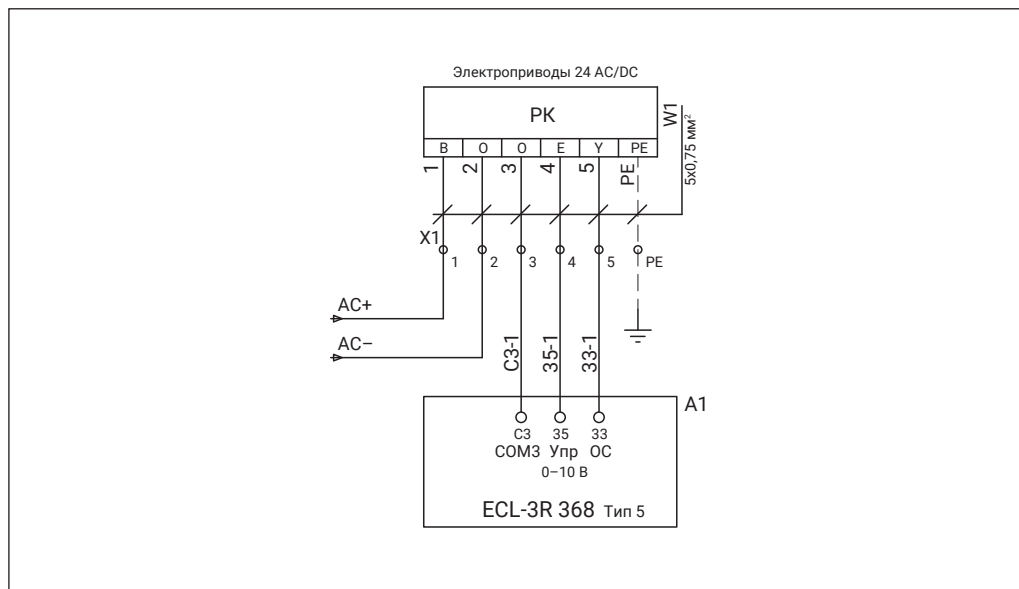 Электроприводы 24 AC/DC
РК
В О О Е Y PE
1 2 3 4 5 PE
W1
5x0,75 мм²
X1
1 2 3 4 5 PE
AC+
AC–
C3-1 35-1 33-1
A1
C3 35 33
COM3 Упр ОС
0–10 В
ECL-3R 368 Тип 5